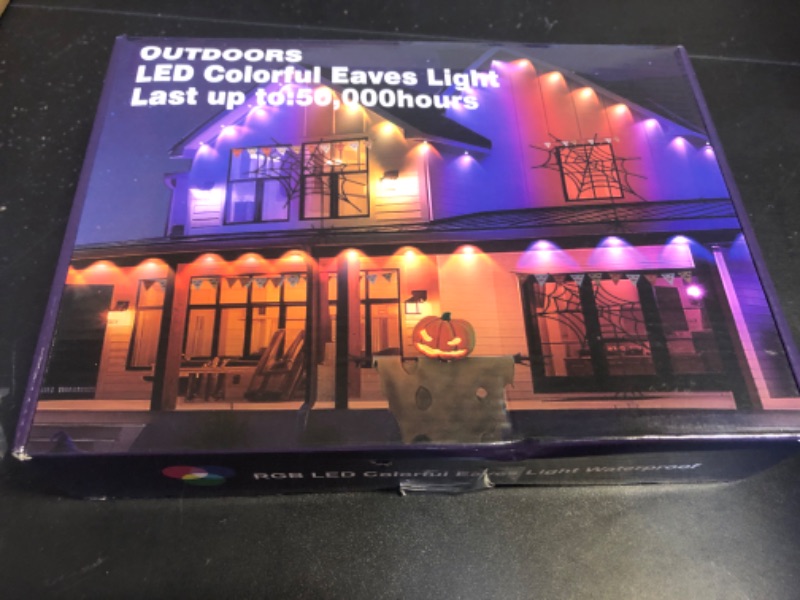 OUTDOORS
LED Colorful Eaves Light
Last up to:50,000hours
RGB LED Colorful Eaves Light Waterproof